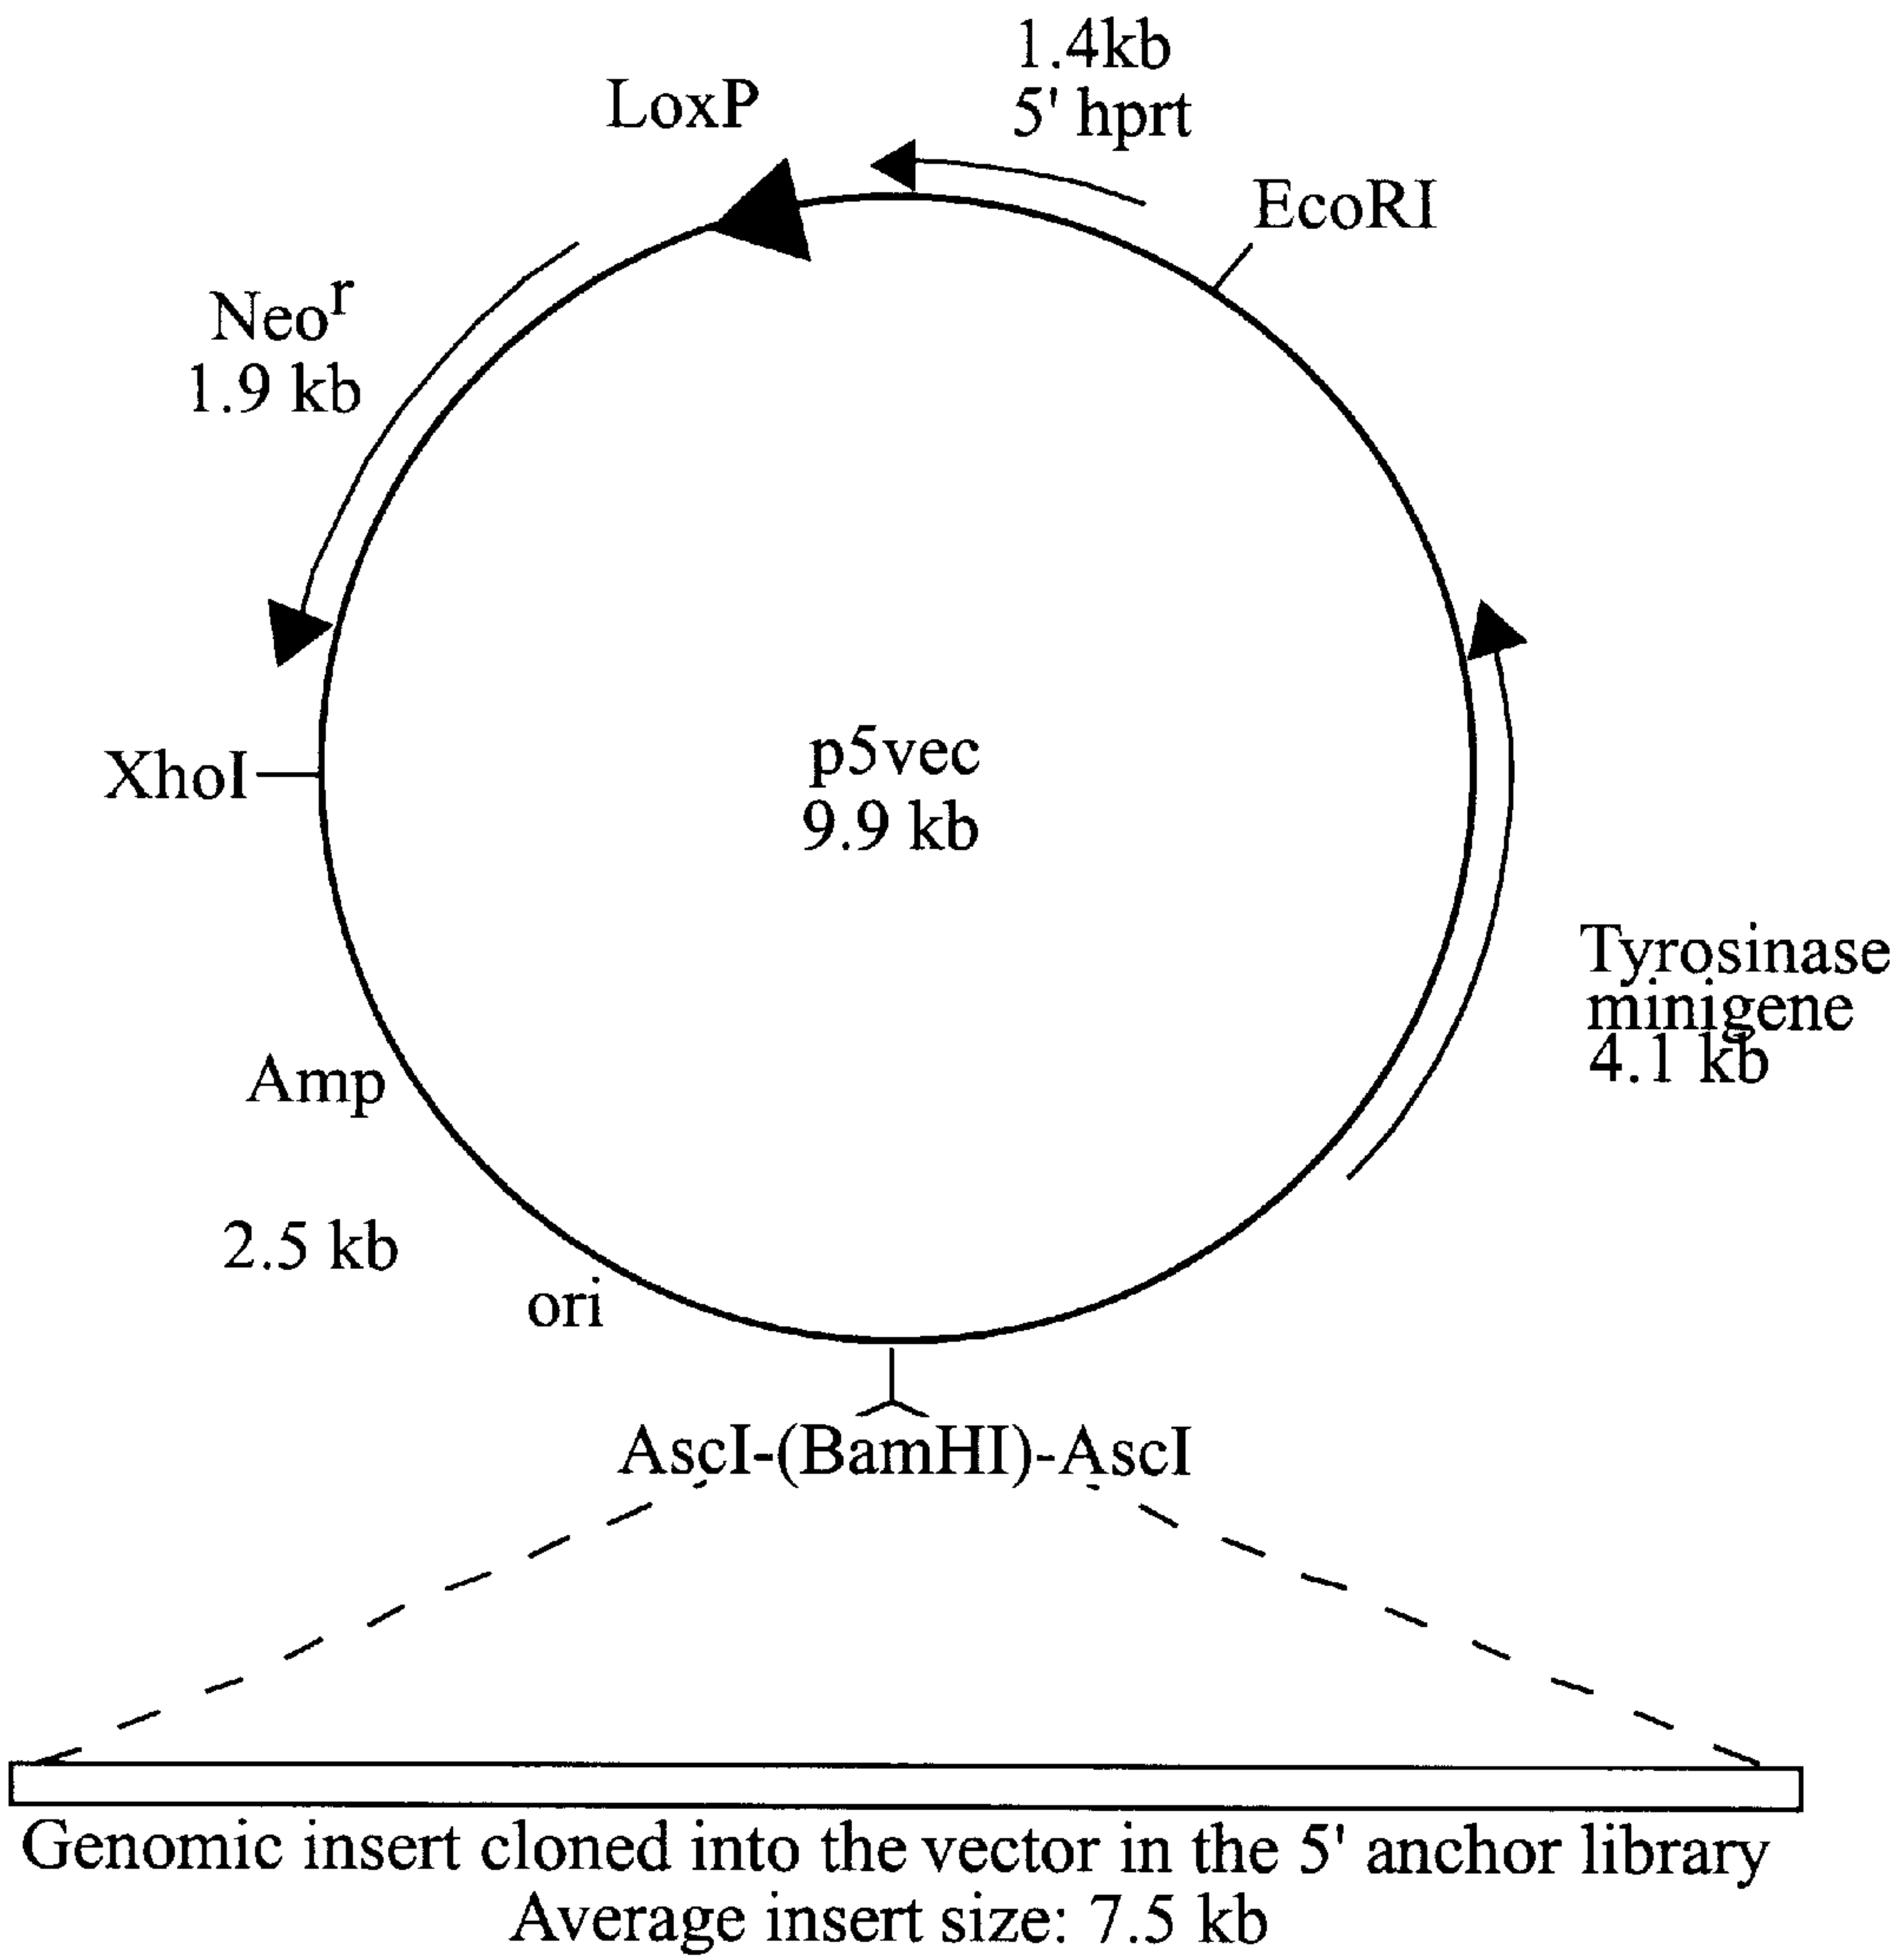 1.4kb
5' hprt
LoxP
EcoRI
Neo^r
1.9 kb
XhoI
p5vec
9.9 kb
Tyrosinase
minigene
4.1 kb
Amp
2.5 kb
ori
AscI-(BamHI)-AscI
Genomic insert cloned into the vector in the 5' anchor library
Average insert size: 7.5 kb